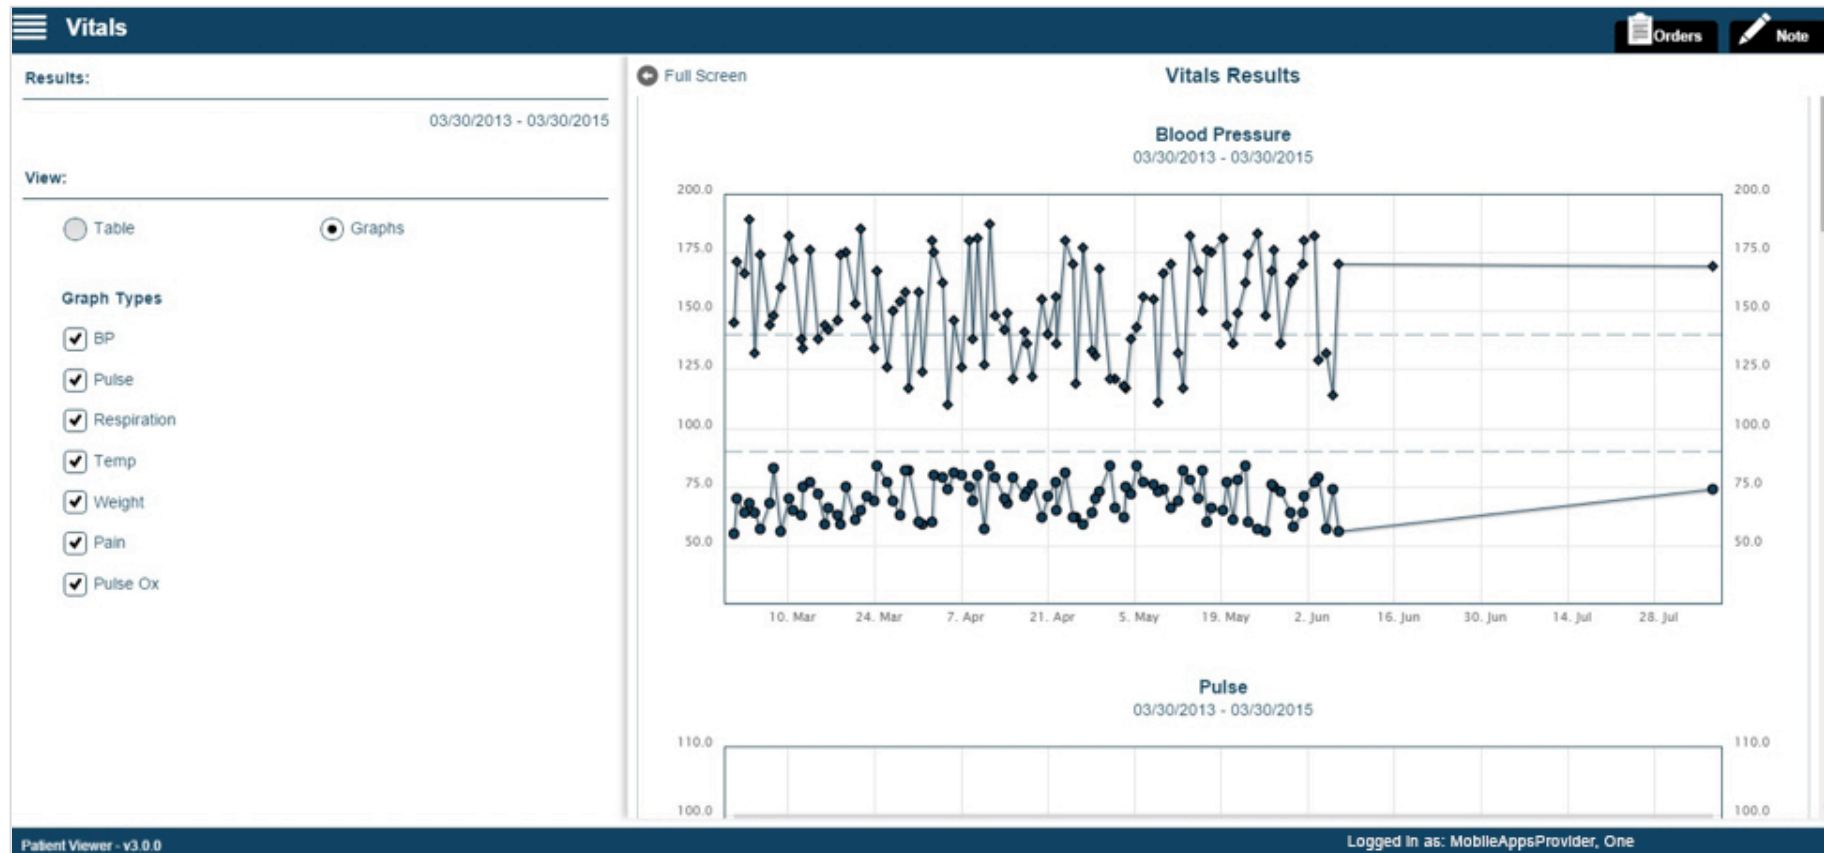 Vitals
Orders
Note
Results:
03/30/2013 - 03/30/2015
View:
Table
Graphs
Graph Types
BP
Pulse
Respiration
Temp
Weight
Pain
Pulse Ox
Full Screen
Vitals Results
Blood Pressure
03/30/2013 - 03/30/2015
200.0 200.0
175.0 175.0
150.0 150.0
125.0 125.0
100.0 100.0
75.0 75.0
50.0 50.0
10. Mar 24. Mar 7. Apr 21. Apr 5. May 19. May 2. Jun 16. Jun 30. Jun 14. Jul 28. Jul
Pulse
03/30/2013 - 03/30/2015
110.0 110.0
100.0 100.0
Patient Viewer - v3.0.0
Logged in as: MobileAppsProvider, One